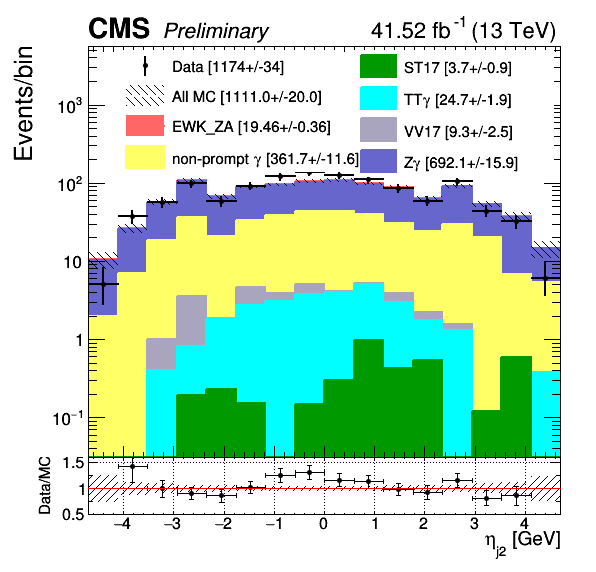 CMS Preliminary 41.52 fb⁻¹ (13 TeV)
Events/bin
Data [1174+/-34]
All MC [1111.0+/-20.0]
EWK_ZA [19.46+/-0.36]
non-prompt γ [361.7+/-11.6]
ST17 [3.7+/-0.9]
TTγ [24.7+/-1.9]
VV17 [9.3+/-2.5]
Zγ [692.1+/-15.9]
10³
10²
10
1
10⁻¹
Data/MC
1.5
1
0.5
−4 −3 −2 −1 0 1 2 3 4
η_j2 [GeV]